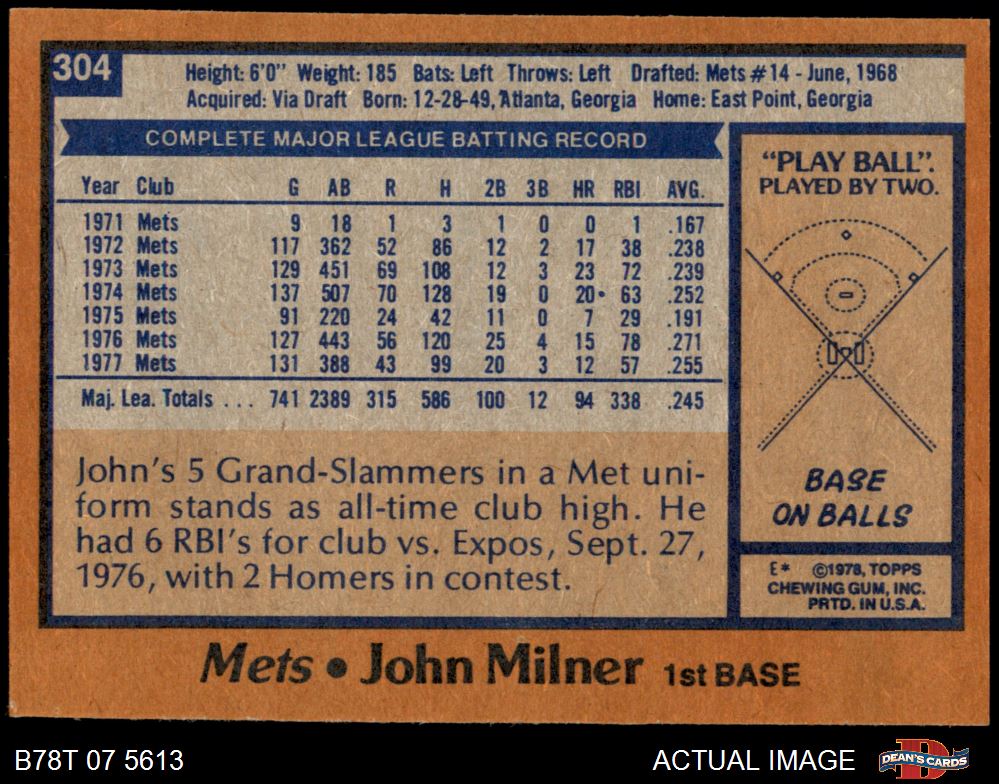 304
Height: 6'0" Weight: 185 Bats: Left Throws: Left Drafted: Mets #14 - June, 1968
Acquired: Via Draft Born: 12-28-49, Atlanta, Georgia Home: East Point, Georgia
COMPLETE MAJOR LEAGUE BATTING RECORD
Year Club G AB R H 2B 3B HR RBI AVG.
1971 Mets 9 18 1 3 1 0 0 1 .167
1972 Mets 117 362 52 86 12 2 17 38 .238
1973 Mets 129 451 69 108 12 3 23 72 .239
1974 Mets 137 507 70 128 19 0 20• 63 .252
1975 Mets 91 220 24 42 11 0 7 29 .191
1976 Mets 127 443 56 120 25 4 15 78 .271
1977 Mets 131 388 43 99 20 3 12 57 .255
Maj. Lea. Totals ... 741 2389 315 586 100 12 94 338 .245
John's 5 Grand-Slammers in a Met uni-
form stands as all-time club high. He
had 6 RBI's for club vs. Expos, Sept. 27,
1976, with 2 Homers in contest.
"PLAY BALL".
PLAYED BY TWO.
BASE
ON BALLS
E* ©1978, TOPPS
CHEWING GUM, INC.
PRTD. IN U.S.A.
Mets • John Milner 1st BASE
B78T 07 5613
ACTUAL IMAGE
D
DEAN'S CARDS